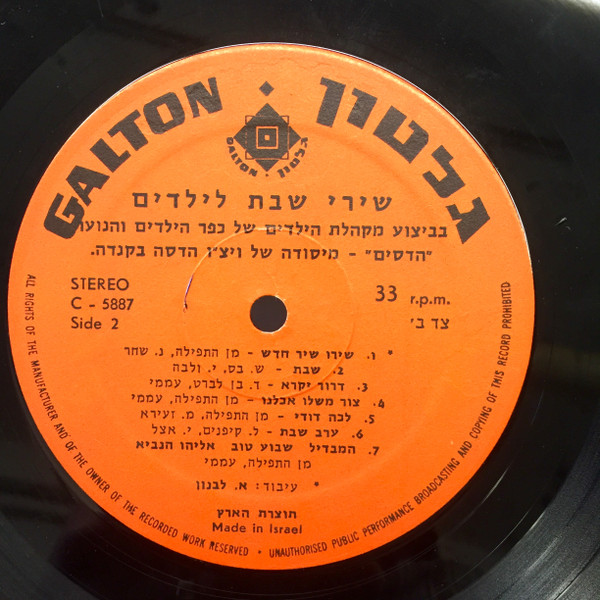 GALTON גלטון
GALTON • גלטון
שירי שבת לילדים
בביצוע מקהלת הילדים של כפר הילדים והנוער
"הדסים" - מיסודה של ויצ"ו הדסה בקנדה.
STEREO
C - 5887
Side 2
33 r.p.m.
צד ב'
* 1. שירו שיר חדש - מן התפילה, נ. שחר
2. שבת - ש. בס, י. ולבה
3. דרור יקרא - ד. בן לברט, עממי
4. צור משלו אכלנו - מן התפילה, עממי
5. לכה דודי - מן התפילה, מ. זעירא
6. ערב שבת - ל. קיפניס, י. אצל
7. המבדיל שבוע טוב אליהו הנביא
מן התפילה, עממי
* עיבוד: א. לבנון
תוצרת הארץ
Made in Israel
ALL RIGHTS OF THE MANUFACTURER AND OF THE OWNER OF THE RECORDED WORK RESERVED • UNAUTHORISED PUBLIC PERFORMANCE BROADCASTING AND COPYING OF THIS RECORD PROHIBITED